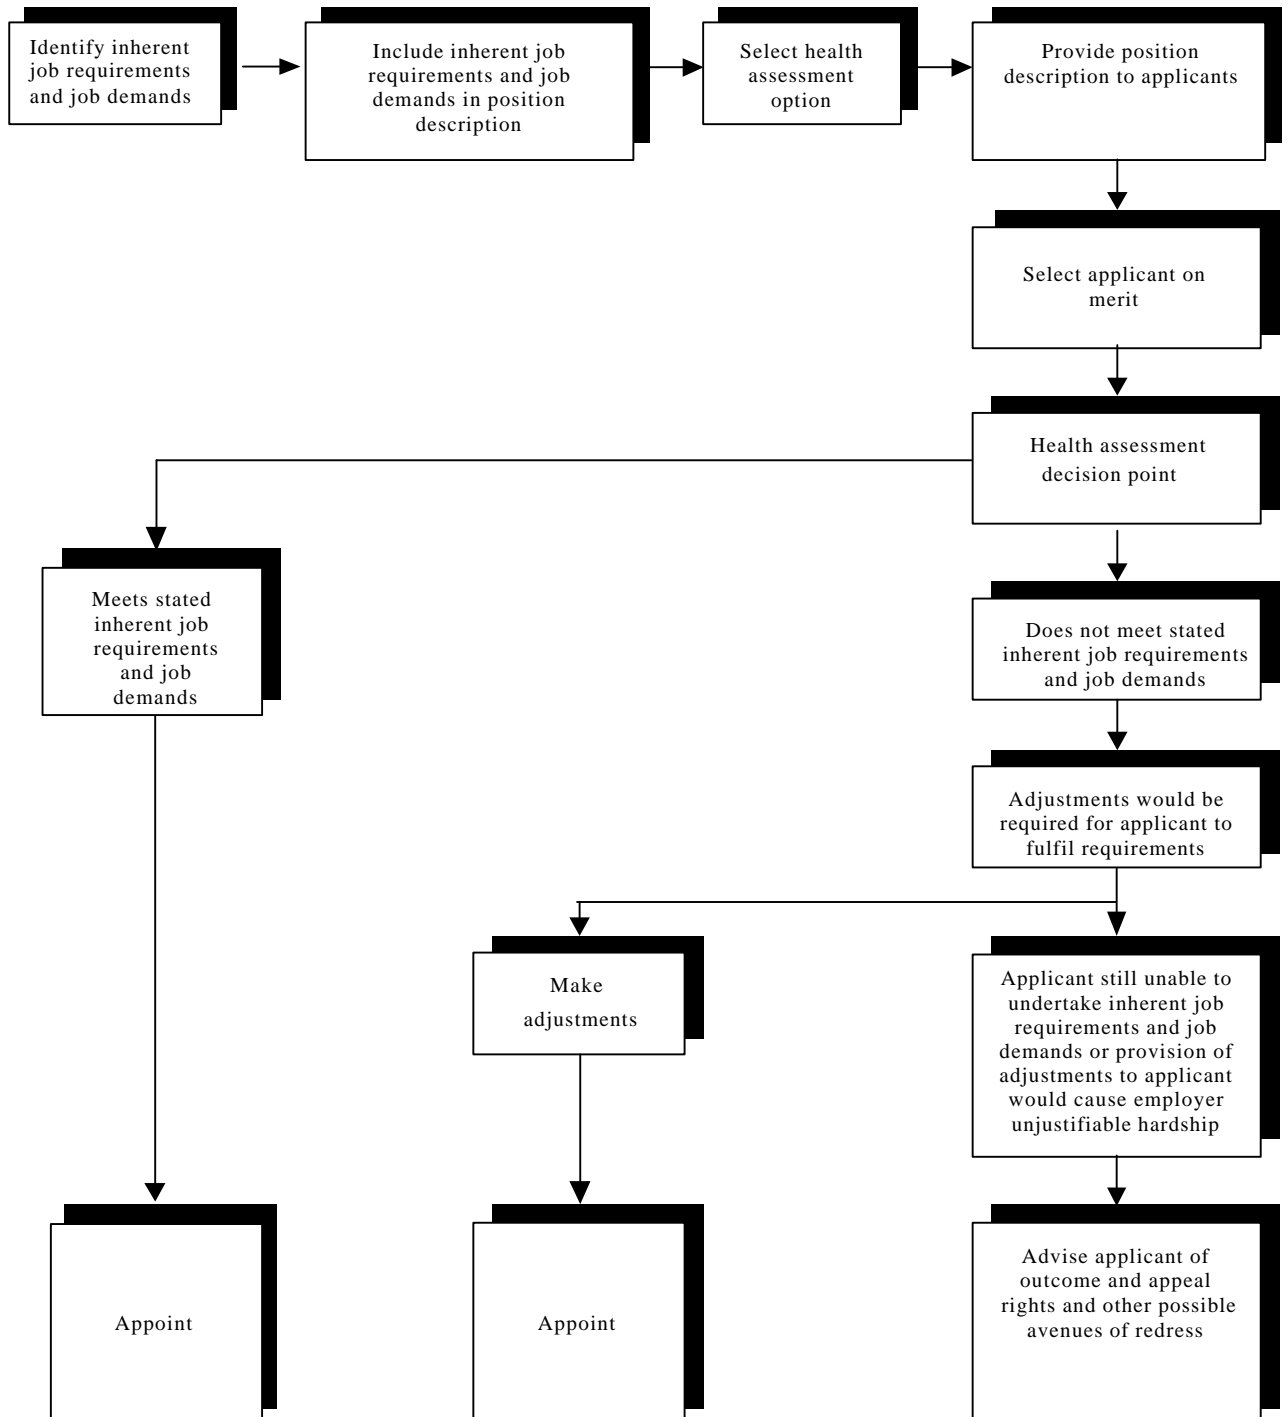 Identify inherent
job requirements
and job demands
Include inherent job
requirements and job
demands in position
description
Select health
assessment
option
Provide position
description to applicants
Select applicant on
merit
Health assessment
decision point
Meets stated
inherent job
requirements
and job
demands
Does not meet stated
inherent job requirements
and job demands
Adjustments would be
required for applicant to
fulfil requirements
Make
adjustments
Applicant still unable to
undertake inherent job
requirements and job
demands or provision of
adjustments to applicant
would cause employer
unjustifiable hardship
Appoint
Appoint
Advise applicant of
outcome and appeal
rights and other possible
avenues of redress